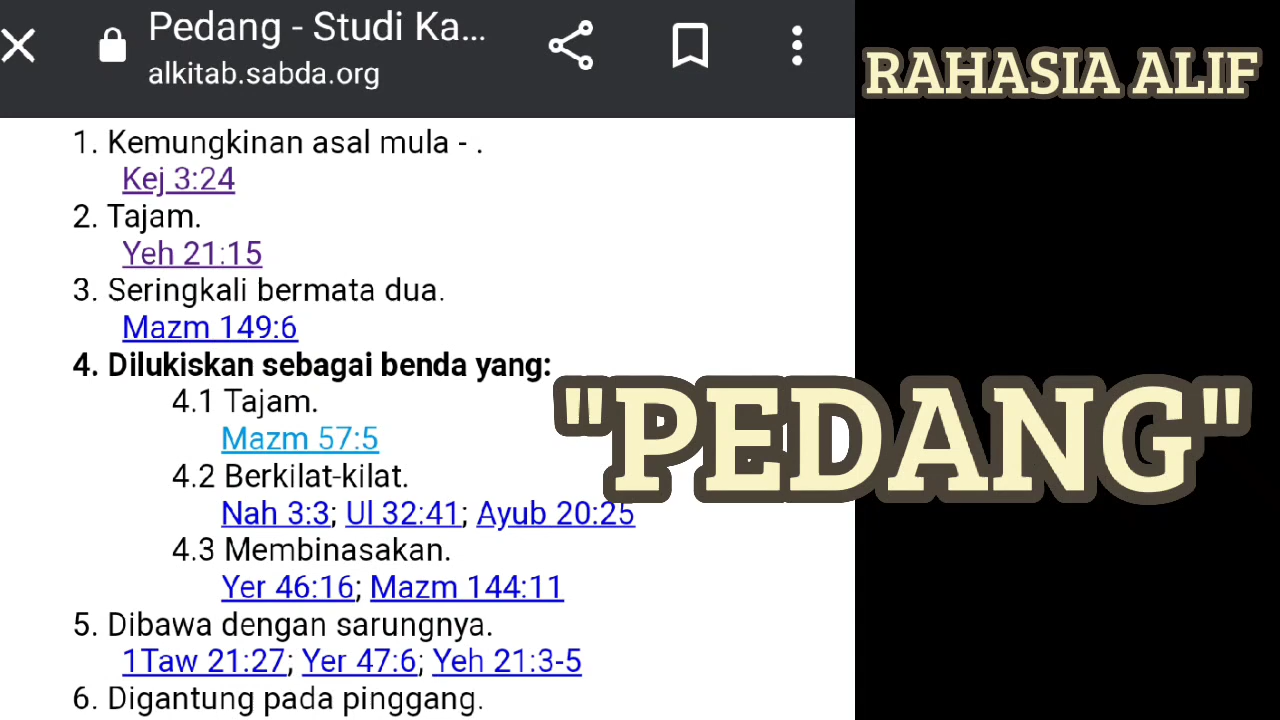 Pedang - Studi Ka...
alkitab.sabda.org
RAHASIA ALIF
1. Kemungkinan asal mula - .
Kej 3:24
2. Tajam.
Yeh 21:15
3. Seringkali bermata dua.
Mazm 149:6
4. Dilukiskan sebagai benda yang:
4.1 Tajam.
Mazm 57:5
"PEDANG"
4.2 Berkilat-kilat.
Nah 3:3; Ul 32:41; Ayub 20:25
4.3 Membinasakan.
Yer 46:16; Mazm 144:11
5. Dibawa dengan sarungnya.
1Taw 21:27; Yer 47:6; Yeh 21:3-5
6. Digantung pada pinggang.